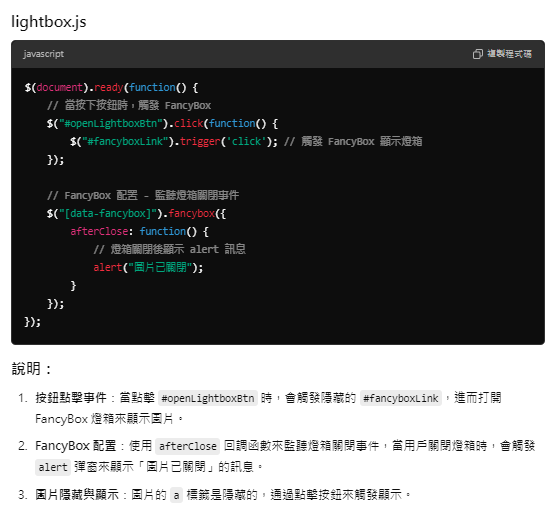 lightbox.js
javascript
複製程式碼
$(document).ready(function() {
// 當按下按鈕時，觸發 FancyBox
$("#openLightboxBtn").click(function() {
$("#fancyboxLink").trigger('click'); // 觸發 FancyBox 顯示燈箱
});
// FancyBox 配置 - 監聽燈箱關閉事件
$("[data-fancybox]").fancybox({
afterClose: function() {
// 燈箱關閉後顯示 alert 訊息
alert("圖片已關閉");
}
});
});
說明：
1. 按鈕點擊事件：當點擊 #openLightboxBtn 時，會觸發隱藏的 #fancyboxLink，進而打開
FancyBox 燈箱來顯示圖片。
2. FancyBox 配置：使用 afterClose 回調函數來監聽燈箱關閉事件，當用戶關閉燈箱時，會觸發
alert 彈窗來顯示「圖片已關閉」的訊息。
3. 圖片隱藏與顯示：圖片的 a 標籤是隱藏的，通過點擊按鈕來觸發顯示。